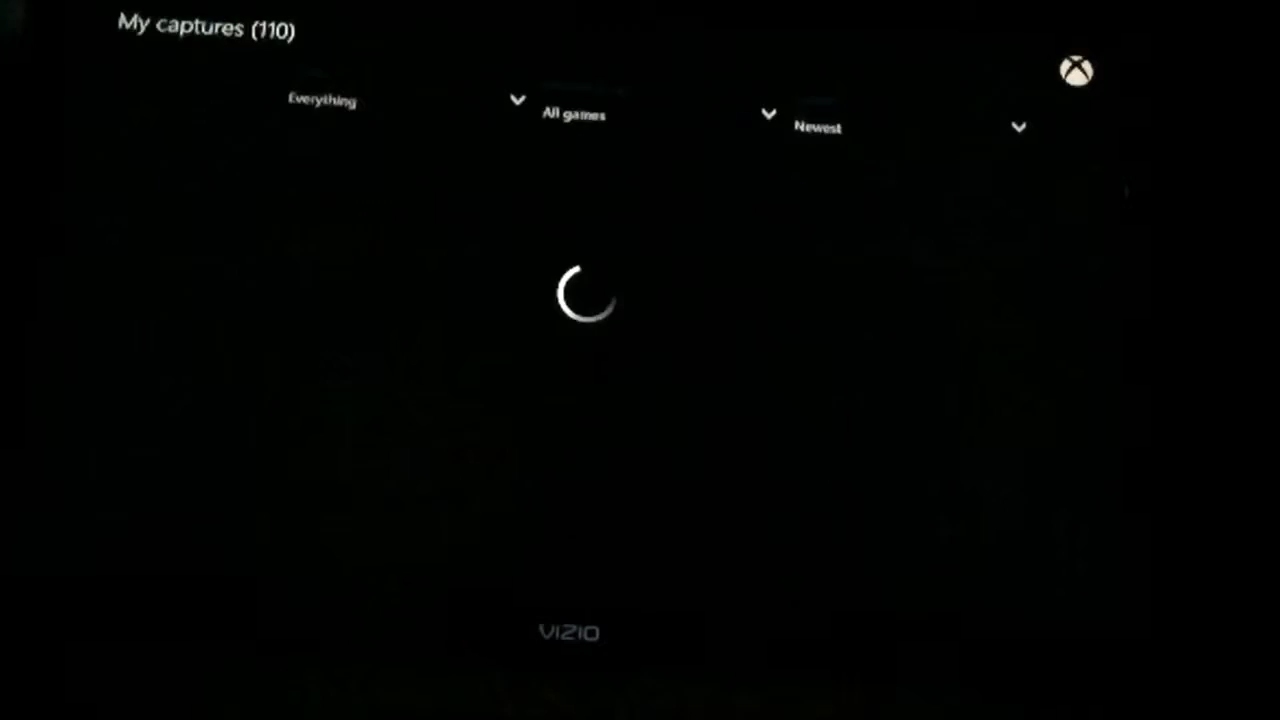 My captures (110)
Everything
All games
Newest
VIZIO